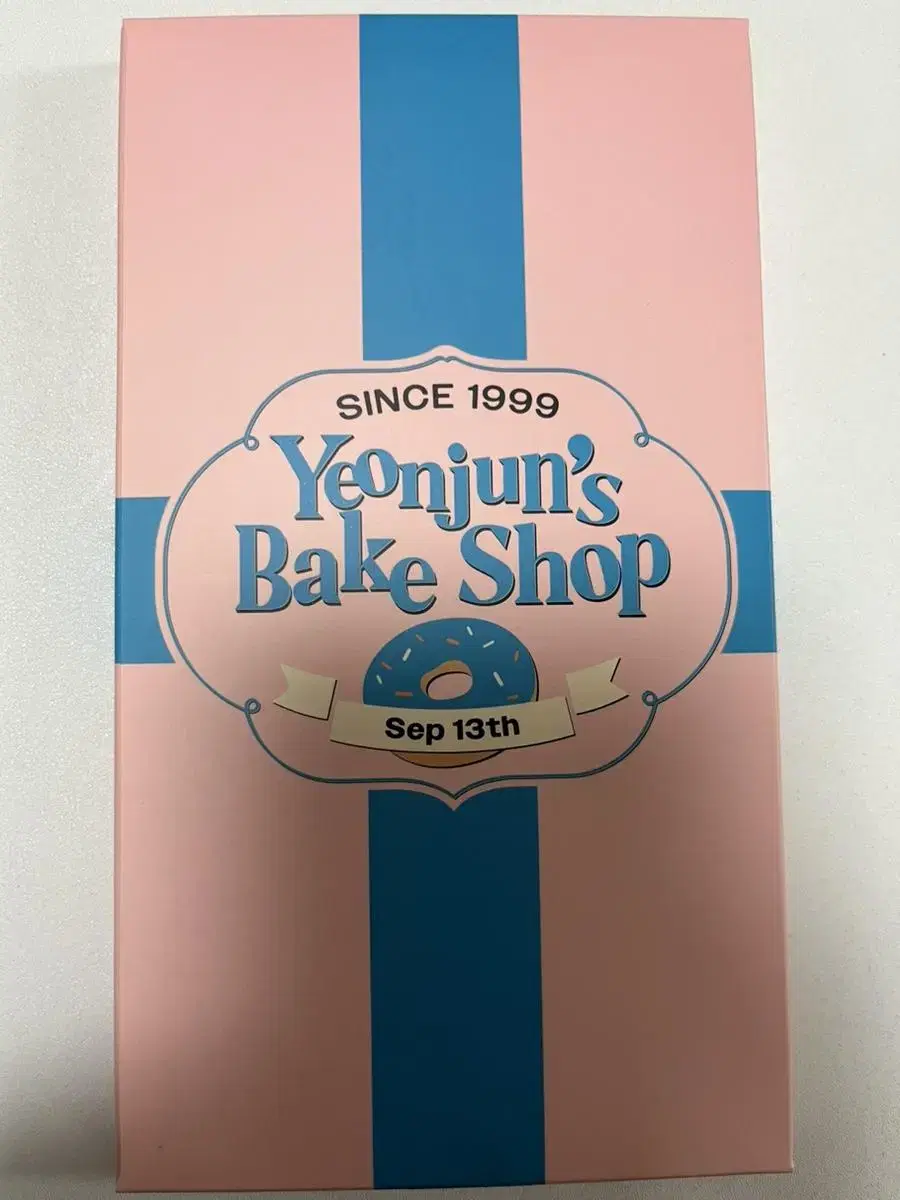 SINCE 1999
Yeonjun's
Bake Shop
Sep 13th